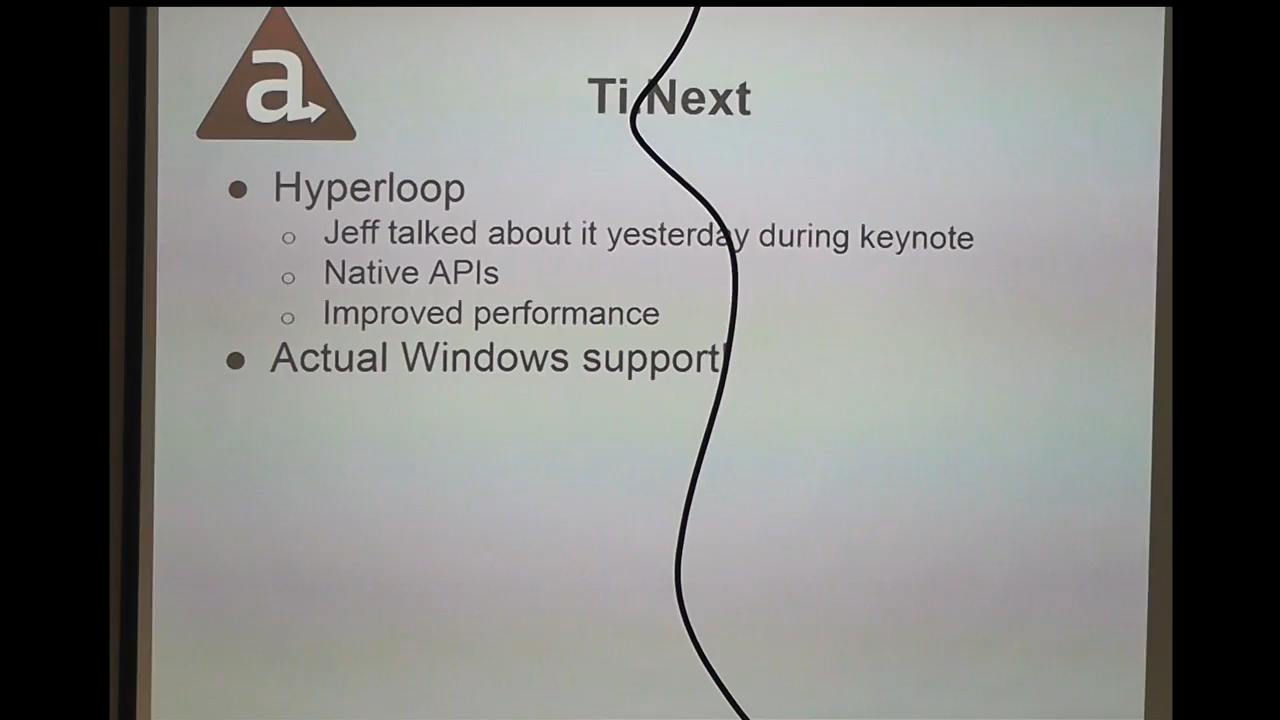 a
Ti.Next
● Hyperloop
○ Jeff talked about it yesterday during keynote
○ Native APIs
○ Improved performance
● Actual Windows support!